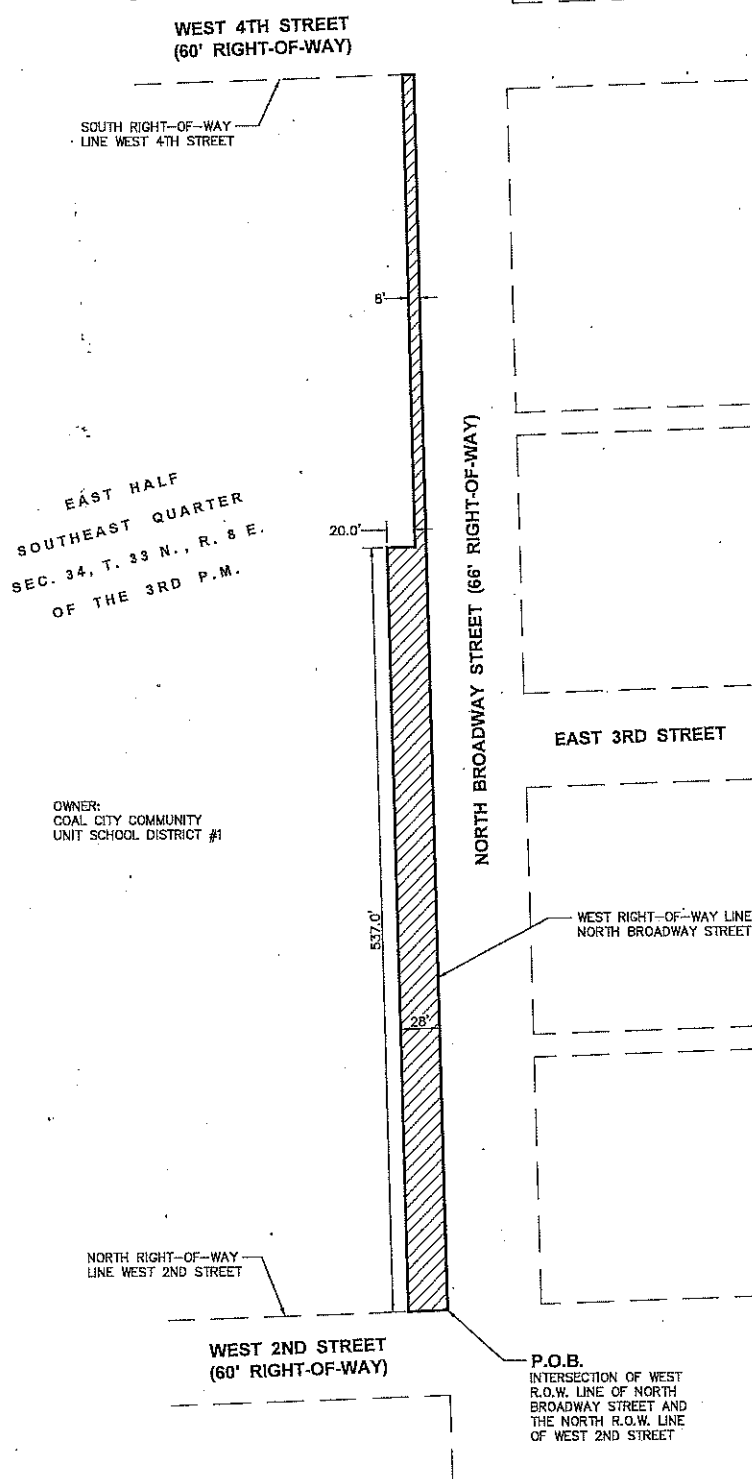 WEST 4TH STREET
(60' RIGHT-OF-WAY)
SOUTH RIGHT-OF-WAY
LINE WEST 4TH STREET
8'
EAST HALF
SOUTHEAST QUARTER
SEC. 34, T. 33 N., R. 8 E.
OF THE 3RD P.M.
20.0'
NORTH BROADWAY STREET (66' RIGHT-OF-WAY)
EAST 3RD STREET
OWNER:
COAL CITY COMMUNITY
UNIT SCHOOL DISTRICT #1
537.0'
WEST RIGHT-OF-WAY LINE
NORTH BROADWAY STREET
28'
NORTH RIGHT-OF-WAY
LINE WEST 2ND STREET
WEST 2ND STREET
(60' RIGHT-OF-WAY)
P.O.B.
INTERSECTION OF WEST
R.O.W. LINE OF NORTH
BROADWAY STREET AND
THE NORTH R.O.W. LINE
OF WEST 2ND STREET